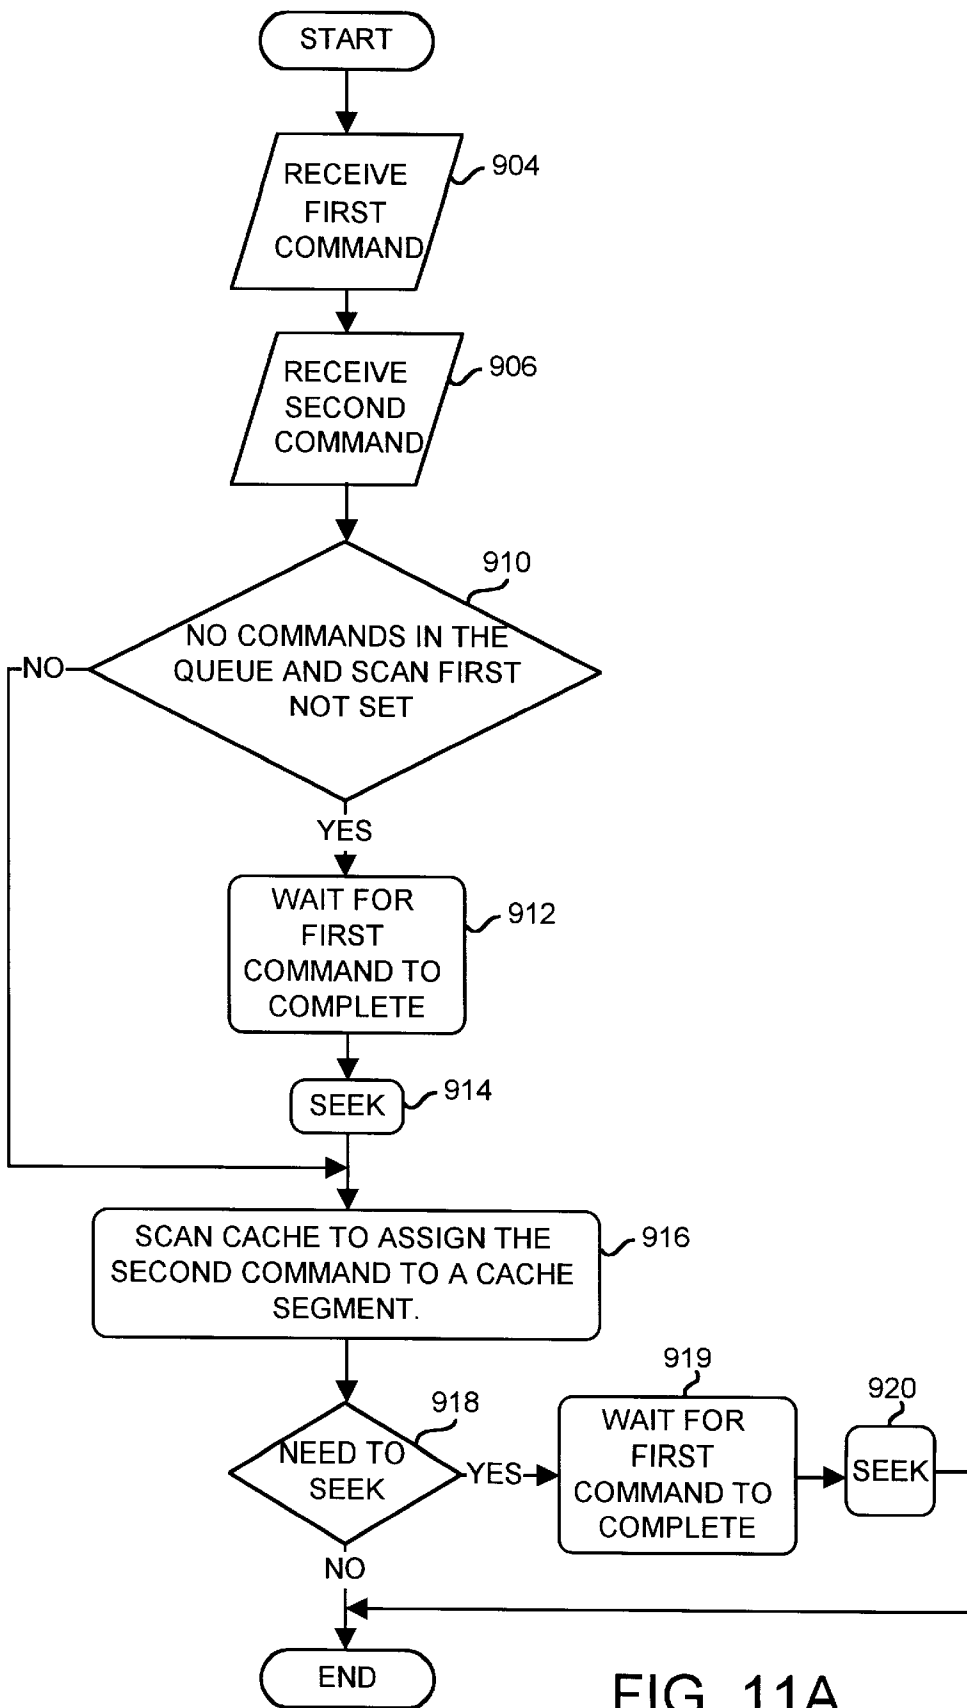 START
RECEIVE
FIRST
COMMAND
904
RECEIVE
SECOND
COMMAND
906
910
NO COMMANDS IN THE
QUEUE AND SCAN FIRST
NOT SET
NO
YES
WAIT FOR
FIRST
COMMAND TO
COMPLETE
912
SEEK
914
SCAN CACHE TO ASSIGN THE
SECOND COMMAND TO A CACHE
SEGMENT.
916
918
NEED TO
SEEK
YES
919
WAIT FOR
FIRST
COMMAND TO
COMPLETE
920
SEEK
NO
END
FIG. 11A